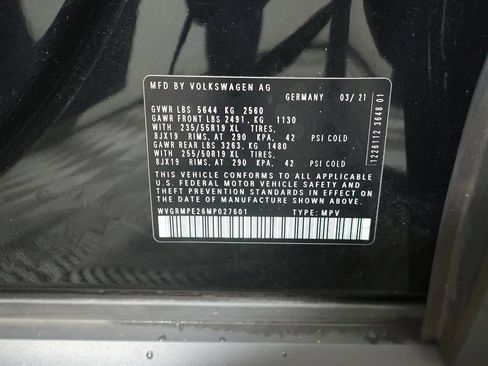 MFD BY VOLKSWAGEN AG
GERMANY 03/21
GVWR LBS 5644 KG 2560
GAWR FRONT LBS 2491, KG 1130
WITH 235/55R19 XL TIRES,
8JX19 RIMS, AT 290 KPA, 42 PSI COLD
GAWR REAR LBS 3263, KG 1480
WITH 255/50R19 XL TIRES,
8JX19 RIMS, AT 290 KPA, 42 PSI COLD
THIS VEHICLE CONFORMS TO ALL APPLICABLE
U.S. FEDERAL MOTOR VEHICLE SAFETY AND
THEFT PREVENTION STANDARDS IN EFFECT ON
THE DATE OF MANUFACTURE SHOWN ABOVE.
WVGRMPE26MP027601 TYPE: MPV
1226112 3648 01